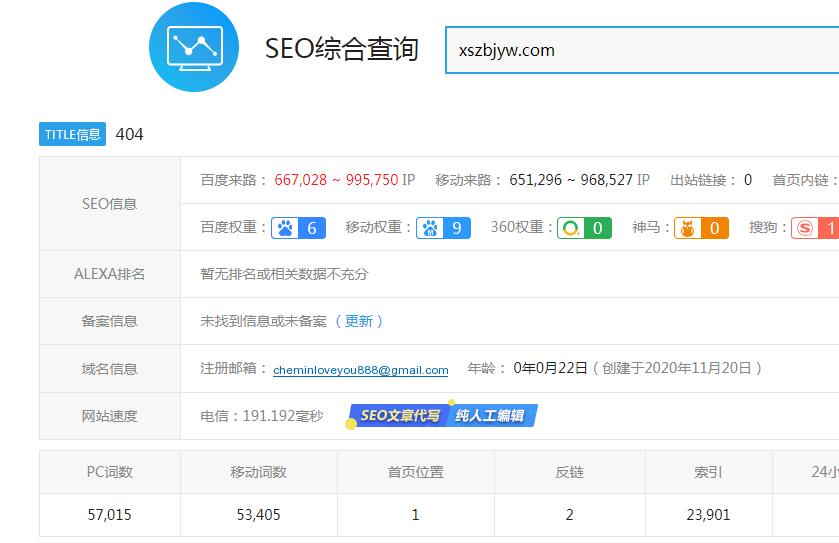 SEO综合查询 xszbjyw.com
TITLE信息 404
SEO信息
百度来路： 667,028 ~ 995,750 IP 移动来路： 651,296 ~ 968,527 IP 出站链接： 0 首页内链：
百度权重： 6 移动权重： 9 360权重： 0 神马： 0 搜狗： S 1
ALEXA排名 暂无排名或相关数据不充分
备案信息 未找到信息或未备案 （ 更新 ）
域名信息 注册邮箱： cheminloveyou888@gmail.com 年龄： 0年0月22日（ 创建于2020年11月20日 ）
网站速度 电信：191.192毫秒 SEO文章代写 纯人工编辑
PC词数 移动词数 首页位置 反链 索引 24小
57,015 53,405 1 2 23,901